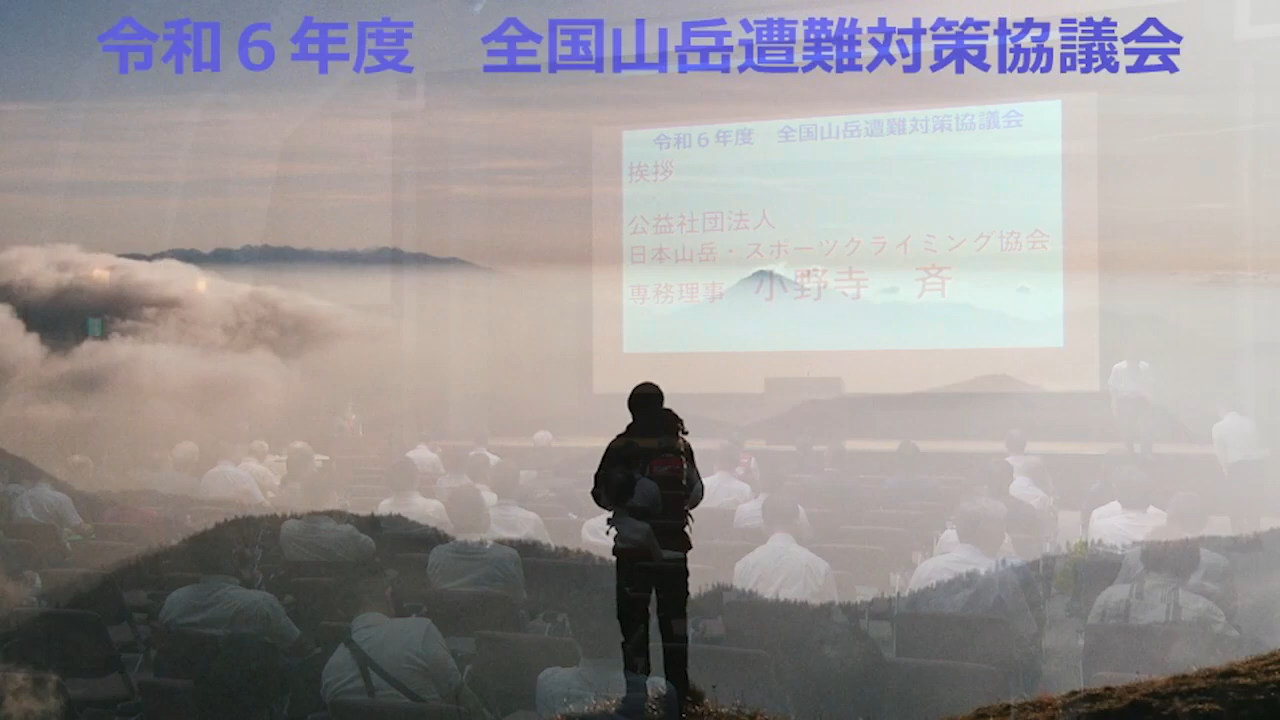 令和６年度　全国山岳遭難対策協議会
令和６年度　全国山岳遭難対策協議会
挨拶
公益社団法人
日本山岳・スポーツクライミング協会
専務理事　小野寺　斉